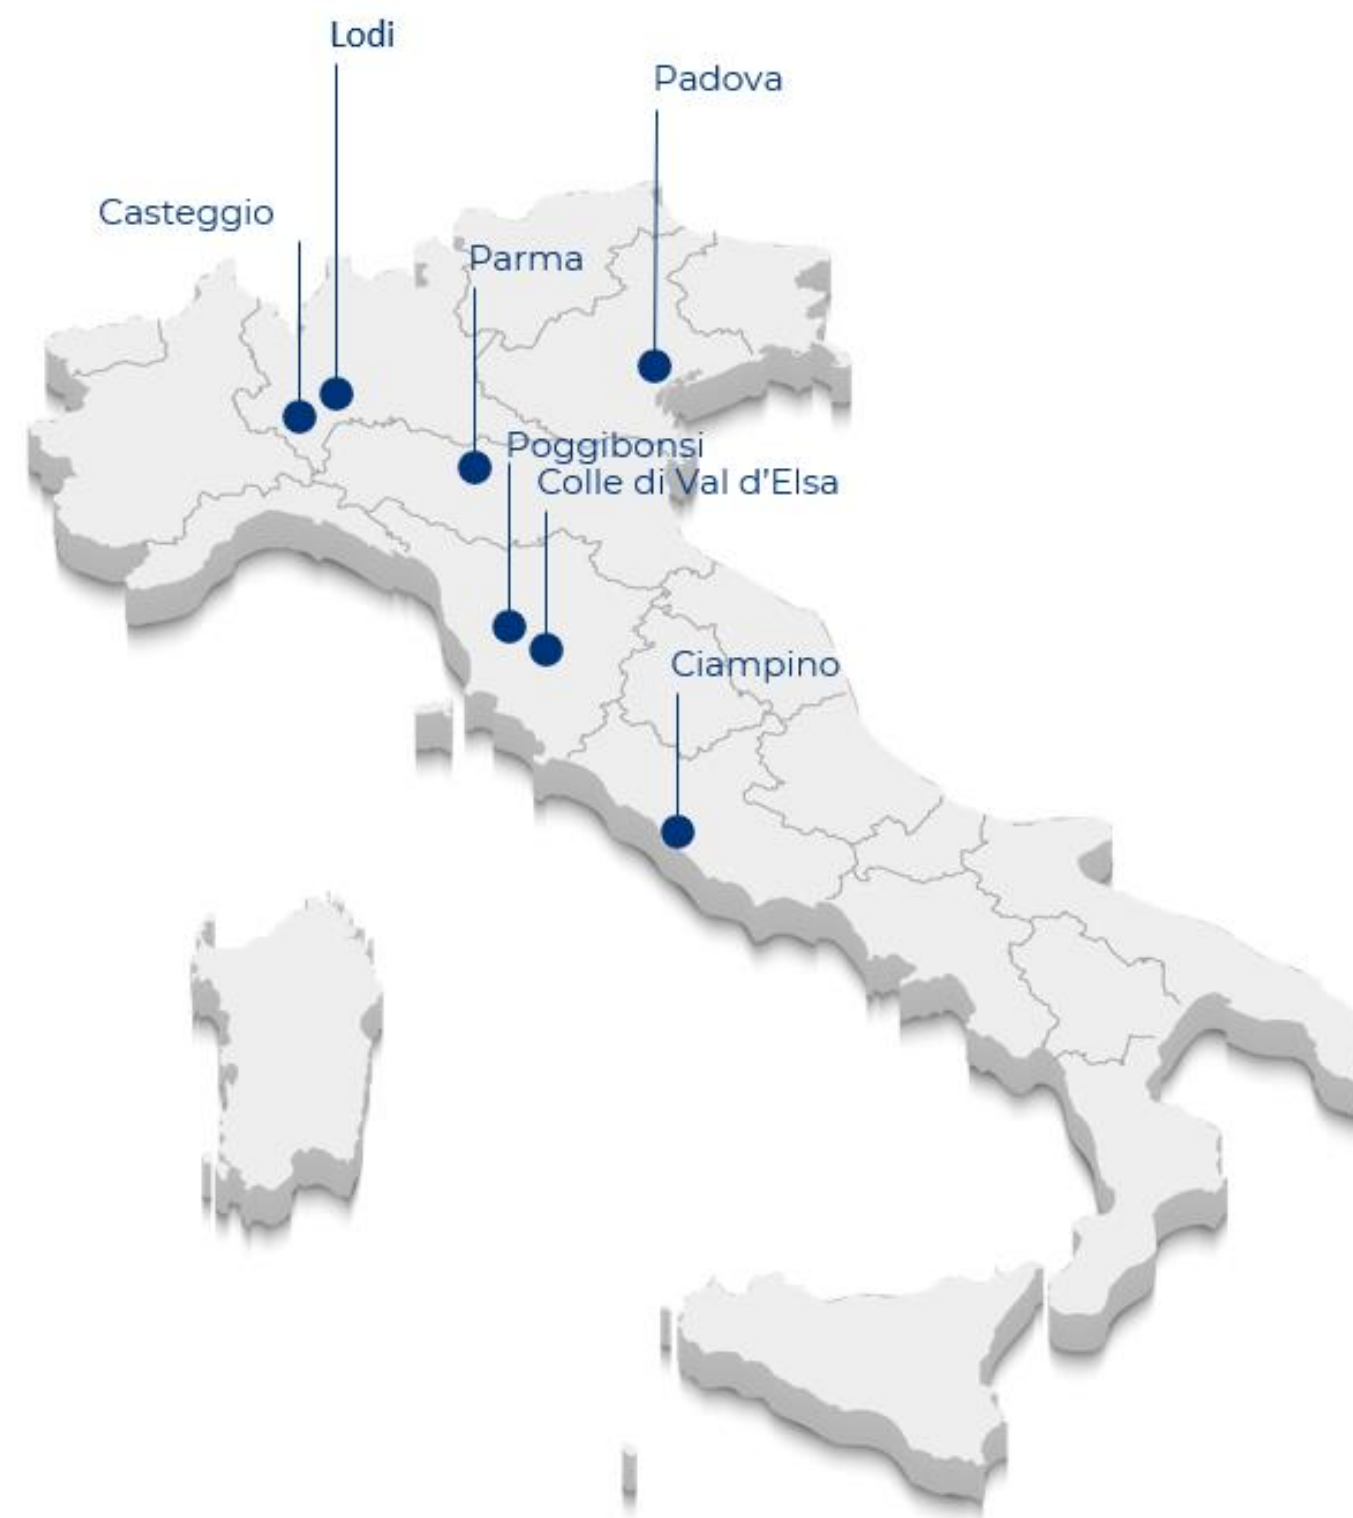 Lodi
Padova
Casteggio
Parma
Poggibonsi
Colle di Val d'Elsa
Ciampino